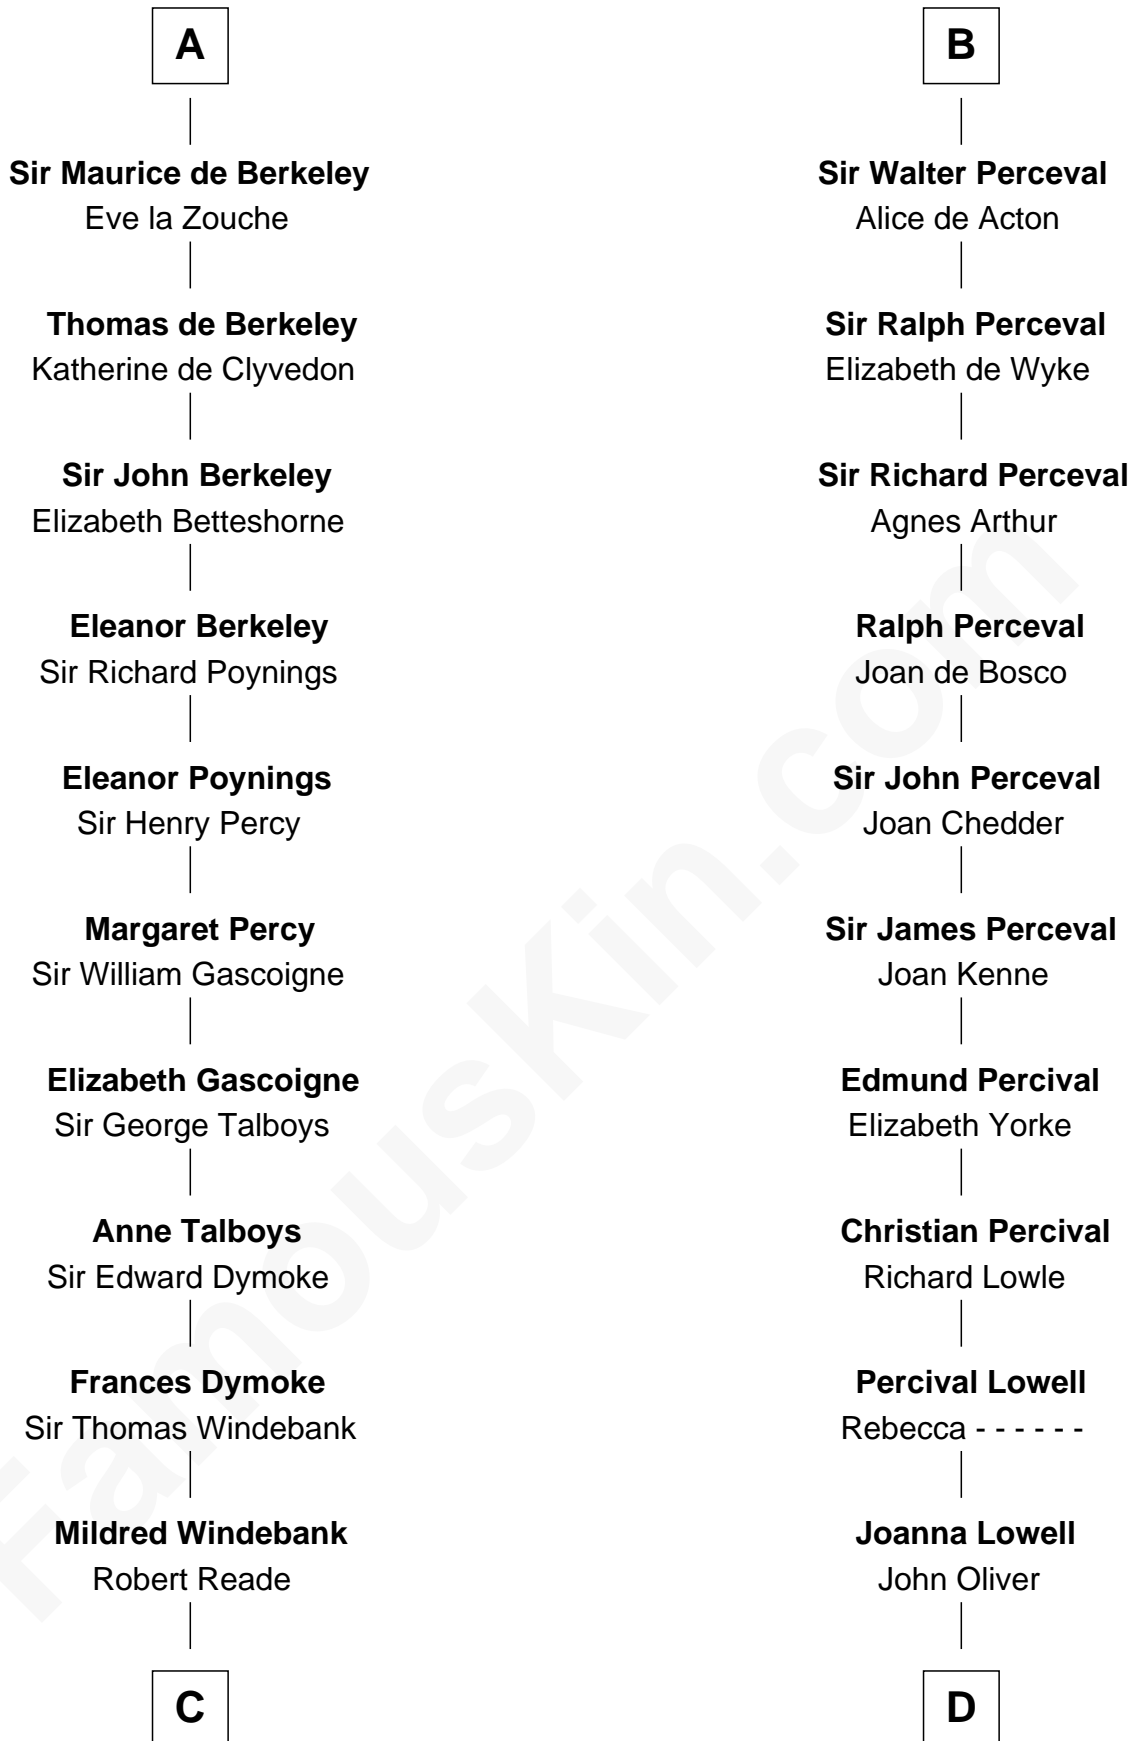 A
Sir Maurice de Berkeley
Eve la Zouche
Thomas de Berkeley
Katherine de Clyvedon
Sir John Berkeley
Elizabeth Betteshorne
Eleanor Berkeley
Sir Richard Poynings
Eleanor Poynings
Sir Henry Percy
Margaret Percy
Sir William Gascoigne
Elizabeth Gascoigne
Sir George Talboys
Anne Talboys
Sir Edward Dymoke
Frances Dymoke
Sir Thomas Windebank
Mildred Windebank
Robert Reade
C
B
Sir Walter Perceval
Alice de Acton
Sir Ralph Perceval
Elizabeth de Wyke
Sir Richard Perceval
Agnes Arthur
Ralph Perceval
Joan de Bosco
Sir John Perceval
Joan Chedder
Sir James Perceval
Joan Kenne
Edmund Percival
Elizabeth Yorke
Christian Percival
Richard Lowle
Percival Lowell
Rebecca - - - - - -
Joanna Lowell
John Oliver
D
FamousKin.com